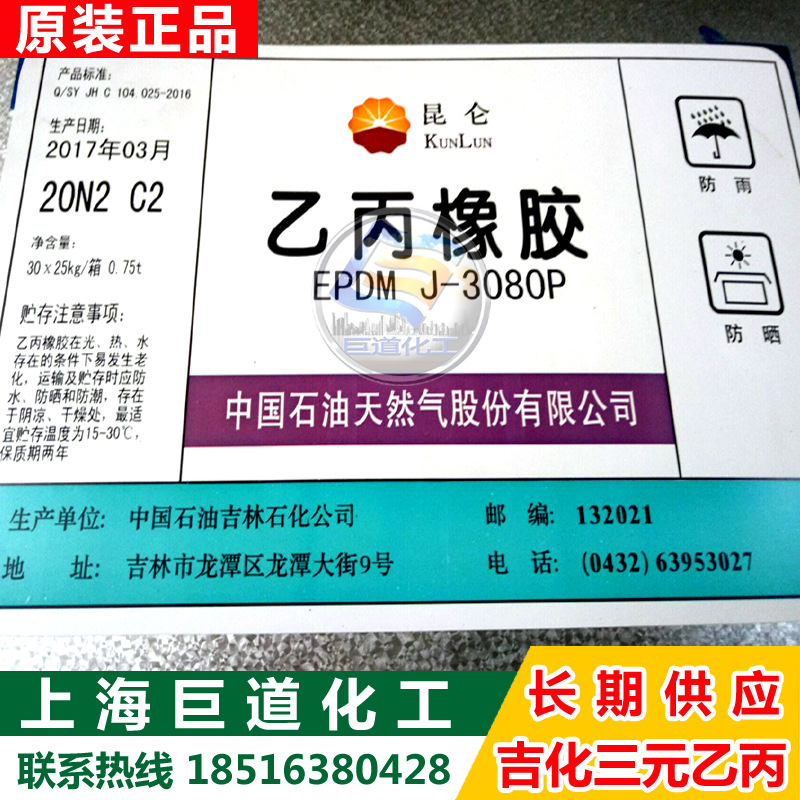 原装正品
产品标准:
Q/SY JH C 104.025-2016
生产日期:
2017年03月
20N2 C2
净含量:
30x25kg/箱 0.75t
贮存注意事项:
乙丙橡胶在光、热、水
存在的条件下易发生老
化，运输及贮存时应防
水、防晒和防潮，存在
于阴凉、干燥处，最适
宜贮存温度为15-30℃，
保质期两年
昆仑
KUNLUN
乙丙橡胶
EPDM J-3080P
巨道化工
中国石油天然气股份有限公司
防雨
防晒
生产单位: 中国石油吉林石化公司 邮 编: 132021
地 址: 吉林市龙潭区龙潭大街9号 电 话: (0432) 63953027
上海巨道化工
联系热线 18516380428
长期供应
吉化三元乙丙